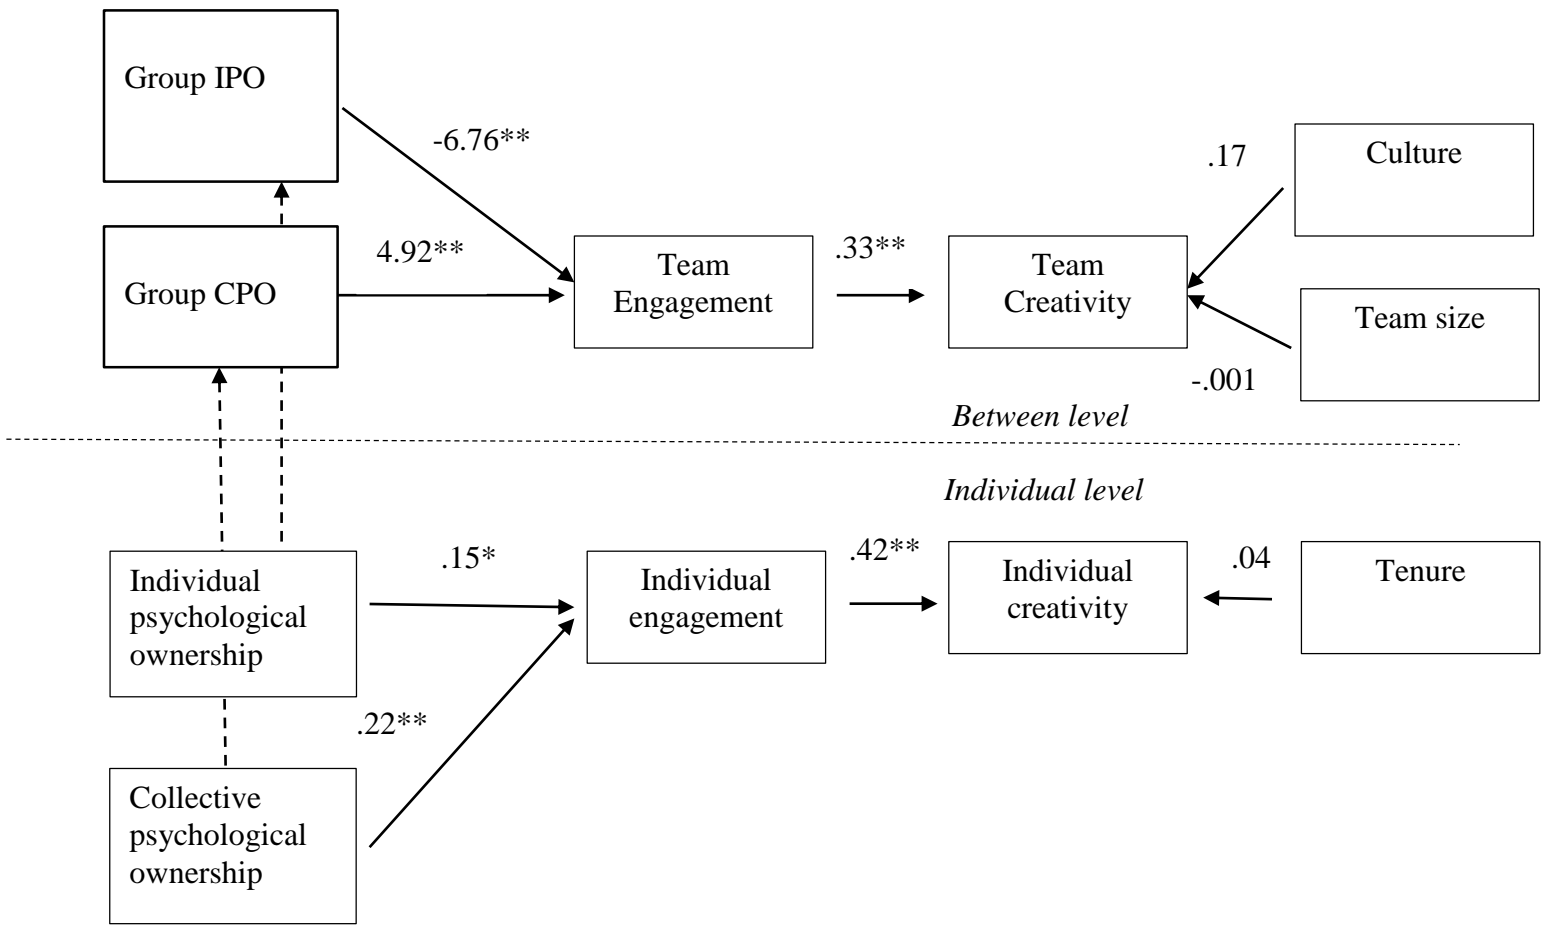 Group IPO
-6.76**
Culture
.17
Group CPO
4.92**
Team
Engagement
.33**
Team
Creativity
Team size
-.001
Between level
Individual level
Individual
psychological
ownership
.15*
Individual
engagement
.42**
Individual
creativity
.04
Tenure
.22**
Collective
psychological
ownership